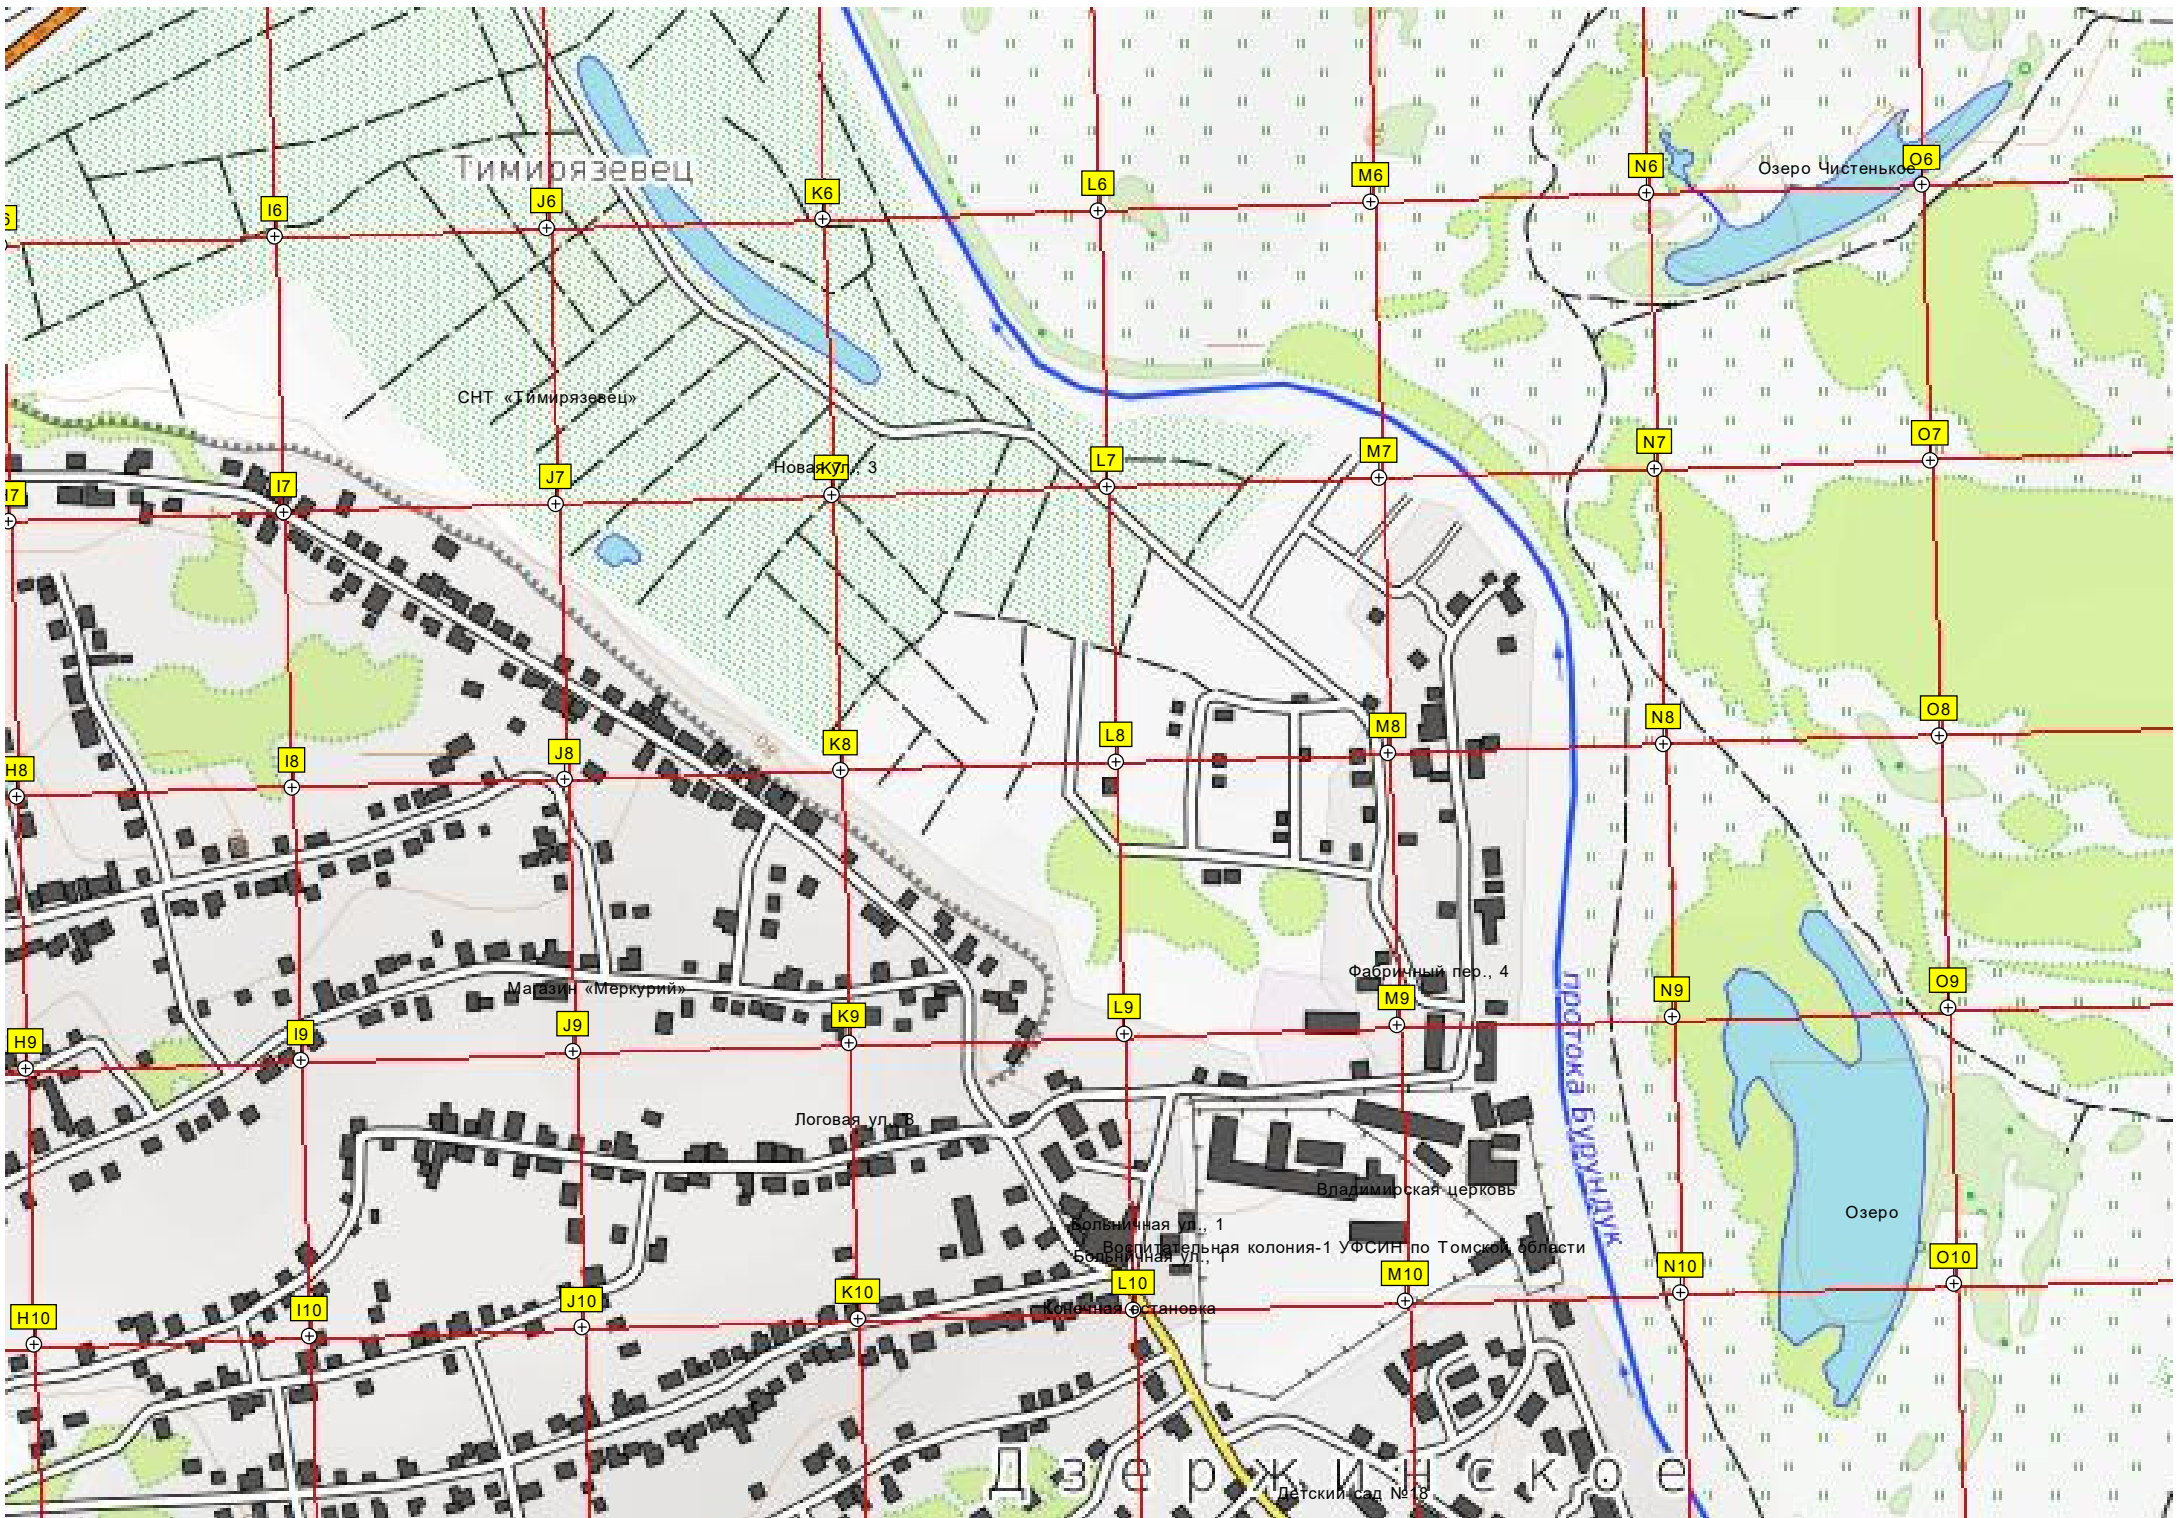 Тимирязевец
Озеро Чистенькое
I6
J6
K6
L6
M6
N6
O6
СНТ «Тимирязевец»
I7
J7
Новая ул., 3
K7
L7
M7
N7
O7
H8
I8
J8
80
K8
L8
M8
N8
O8
Магазин «Меркурий»
Фабричный пер., 4
H9
I9
J9
K9
L9
M9
N9
O9
протока Бурундук
Логовая ул., 8
Владимирская церковь
Озеро
Больничная ул., 1
Воспитательная колония-1 УФСИН по Томской области
Больничная ул., 1
H10
I10
J10
K10
L10
M10
N10
O10
Конечная остановка
Дзержинское
Детский сад №18